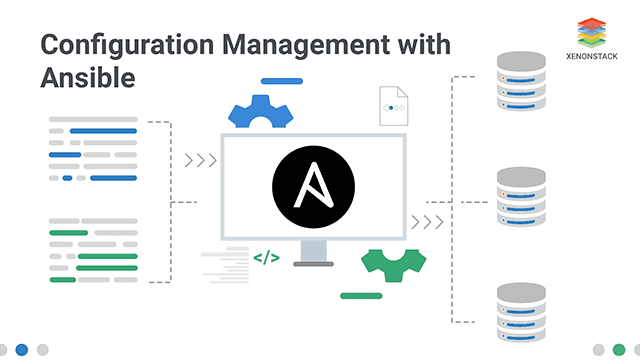 Configuration Management with
Ansible
XENONSTACK
</>